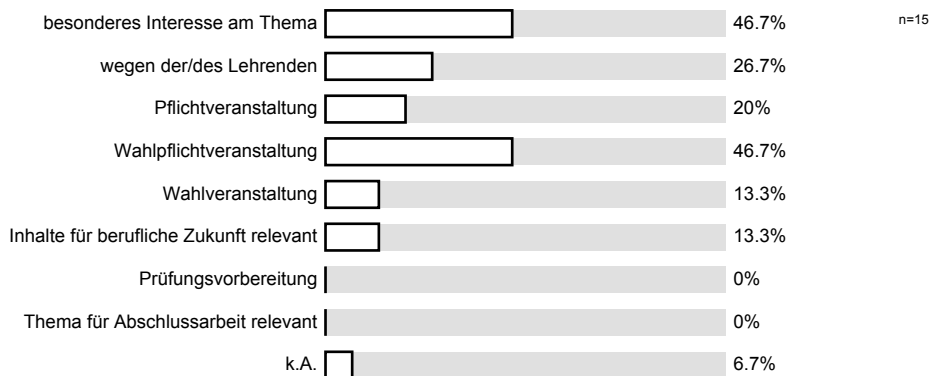 besonderes Interesse am Thema 46.7% n=15
wegen der/des Lehrenden 26.7%
Pflichtveranstaltung 20%
Wahlpflichtveranstaltung 46.7%
Wahlveranstaltung 13.3%
Inhalte für berufliche Zukunft relevant 13.3%
Prüfungsvorbereitung 0%
Thema für Abschlussarbeit relevant 0%
k.A. 6.7%